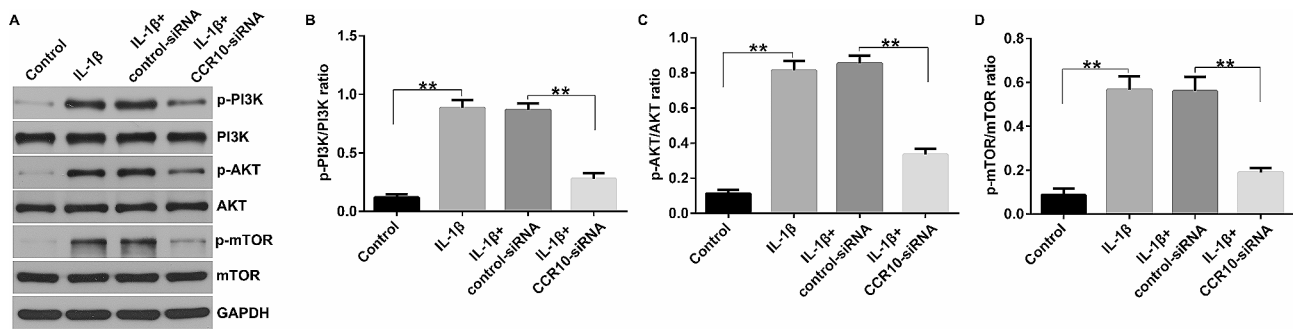 A
Control
IL-1β
IL-1β+
control-siRNA
IL-1β+
CCR10-siRNA
p-PI3K
PI3K
p-AKT
AKT
p-mTOR
mTOR
GAPDH
B
p-PI3K/PI3K ratio
1.5
1.0
0.5
0.0
**
**
Control
IL-1β
IL-1β+
control-siRNA
IL-1β+
CCR10-siRNA
C
p-AKT/AKT ratio
1.0
0.8
0.6
0.4
0.2
0.0
**
**
Control
IL-1β
IL-1β+
control-siRNA
IL-1β+
CCR10-siRNA
D
p-mTOR/mTOR ratio
0.8
0.6
0.4
0.2
0.0
**
**
Control
IL-1β
IL-1β+
control-siRNA
IL-1β+
CCR10-siRNA